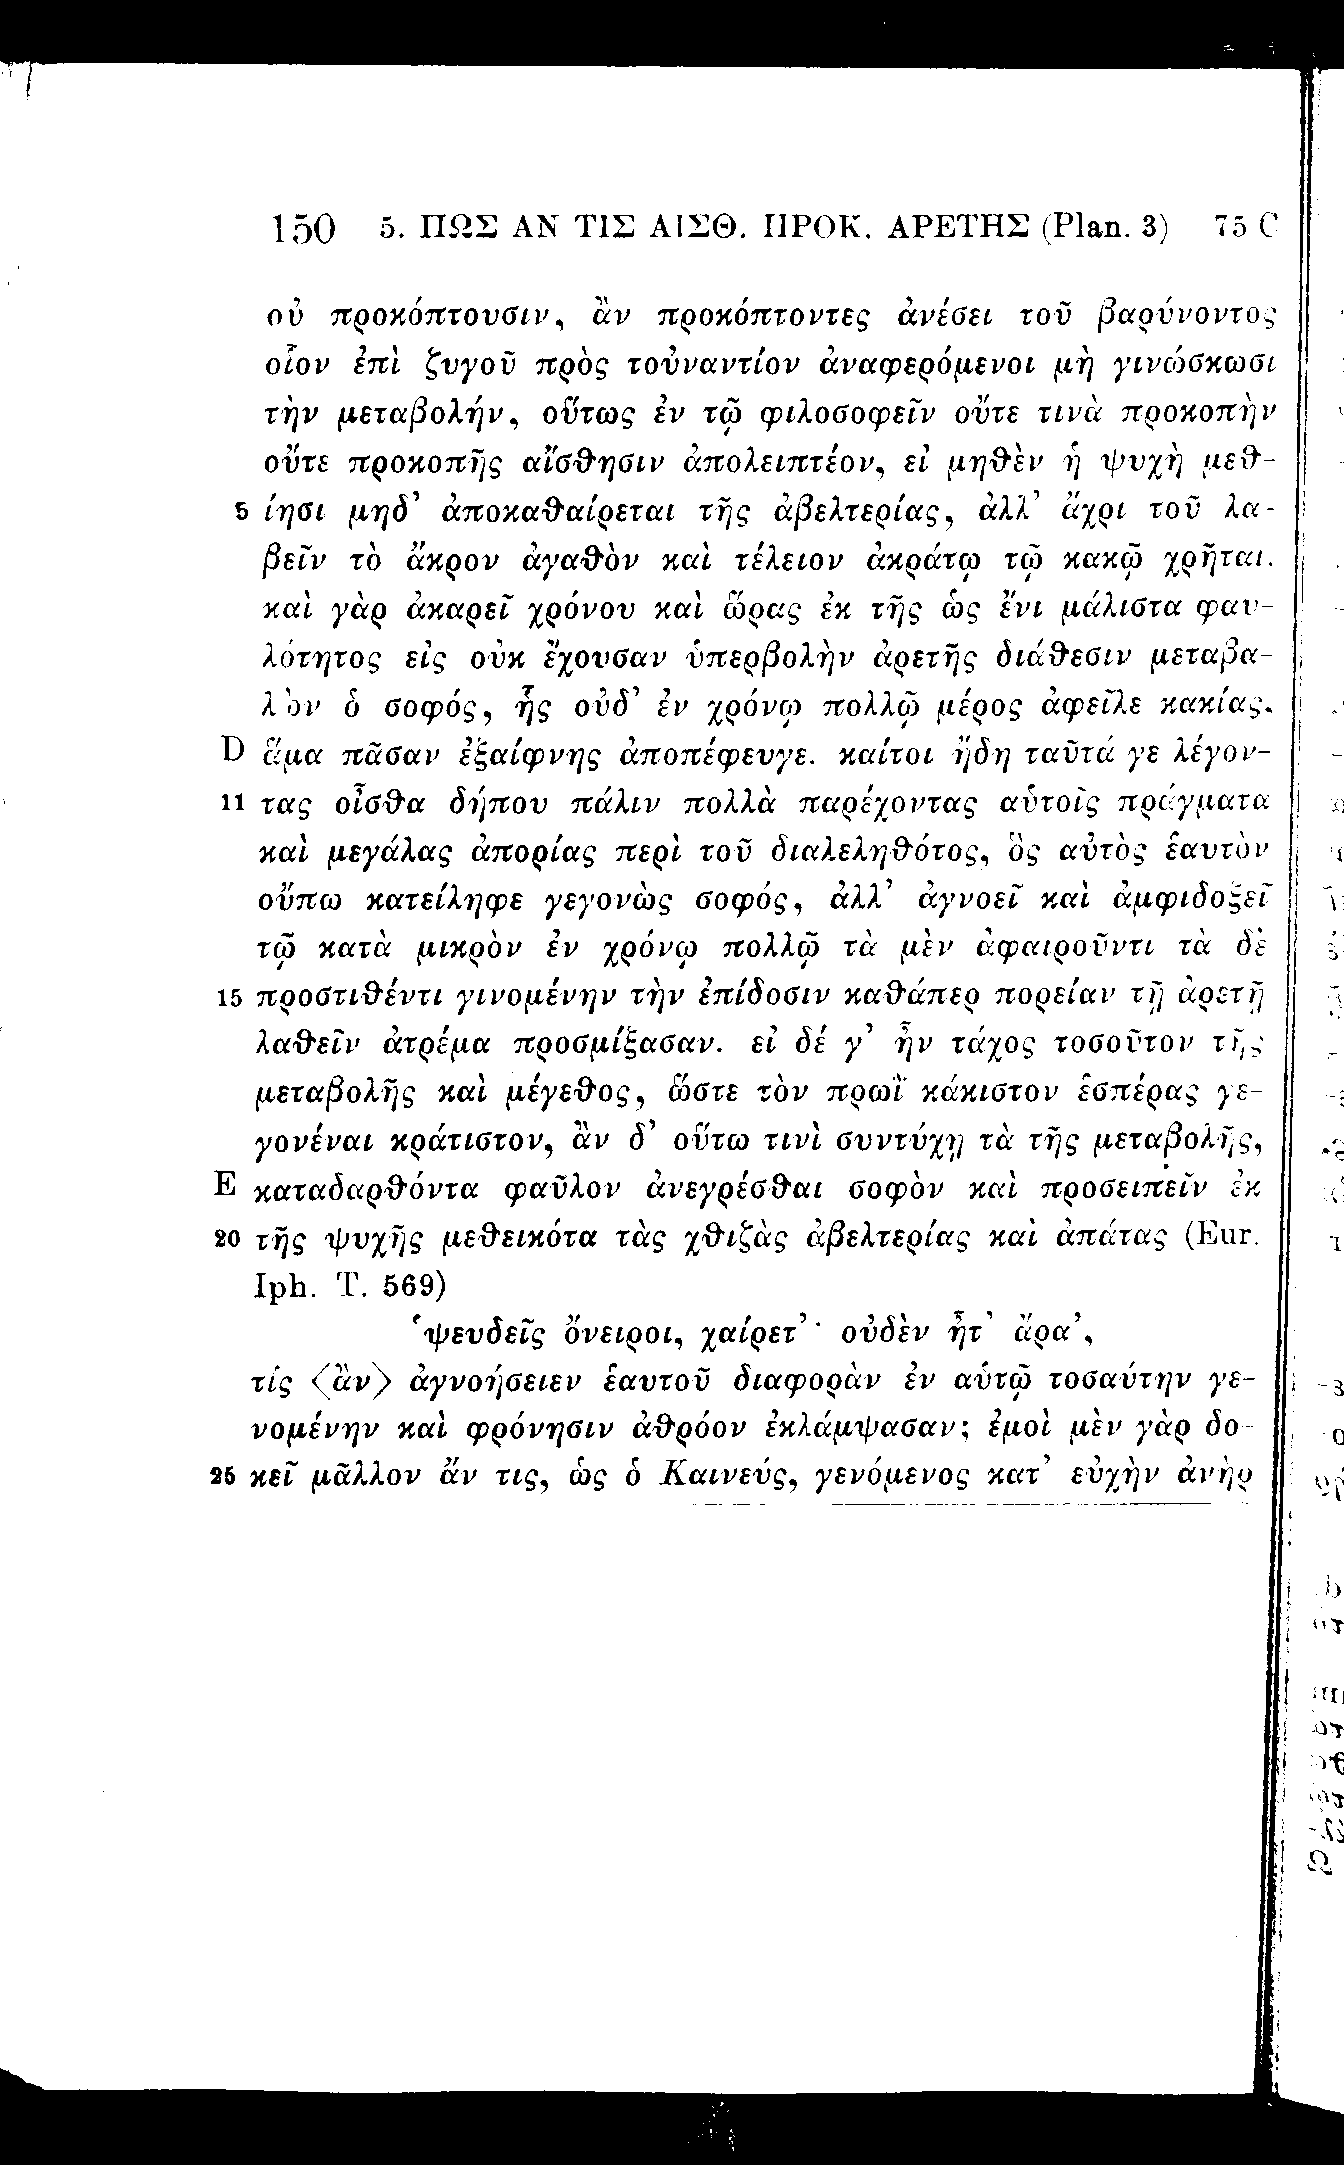 150 5. ΠΩΣ ΑΝ ΤΙΣ ΑΙΣΘ. ΠΡΟΚ. ΑΡΕΤΗΣ (Plan. 3) 75 C
οὐ προκόπτουσιν, ἂν προκόπτοντες ἀνέσει τοῦ βαρύνοντος
οἷον ἐπὶ ζυγοῦ πρὸς τοὐναντίον ἀναφερόμενοι μὴ γινώσκωσι
τὴν μεταβολήν, οὕτως ἐν τῷ φιλοσοφεῖν οὔτε τινὰ προκοπὴν
οὔτε προκοπῆς αἴσθησιν ἀπολειπτέον, εἰ μηθὲν ἡ ψυχὴ μεθ-
5 ίησι μηδ’ ἀποκαθαίρεται τῆς ἀβελτερίας, ἀλλ’ ἄχρι τοῦ λα-
βεῖν τὸ ἄκρον ἀγαθὸν καὶ τέλειον ἀκράτῳ τῷ κακῷ χρῆται.
καὶ γὰρ ἀκαρεῖ χρόνου καὶ ὥρας ἐκ τῆς ὡς ἔνι μάλιστα φαυ-
λότητος εἰς οὐκ ἔχουσαν ὑπερβολὴν ἀρετῆς διάθεσιν μεταβα-
λὼν ὁ σοφός, ἧς οὐδ’ ἐν χρόνῳ πολλῷ μέρος ἀφεῖλε κακίας,
D ἅμα πᾶσαν ἐξαίφνης ἀποπέφευγε. καίτοι ἤδη ταῦτά γε λέγον-
11 τας οἶσθα δήπου πάλιν πολλὰ παρέχοντας αὑτοῖς πράγματα
καὶ μεγάλας ἀπορίας περὶ τοῦ διαλεληθότος, ὃς αὐτὸς ἑαυτὸν
οὔπω κατείληφε γεγονὼς σοφός, ἀλλ’ ἀγνοεῖ καὶ ἀμφιδοξεῖ
τῷ κατὰ μικρὸν ἐν χρόνῳ πολλῷ τὰ μὲν ἀφαιροῦντι τὰ δὲ
15 προστιθέντι γινομένην τὴν ἐπίδοσιν καθάπερ πορείαν τῇ ἀρετῇ
λαθεῖν ἀτρέμα προσμίξασαν. εἰ δέ γ’ ἦν τάχος τοσοῦτον τῆς
μεταβολῆς καὶ μέγεθος, ὥστε τὸν πρωῒ κάκιστον ἑσπέρας γε-
γονέναι κράτιστον, ἂν δ’ οὕτω τινὶ συντύχῃ τὰ τῆς μεταβολῆς,
E καταδαρθόντα φαῦλον ἀνεγρέσθαι σοφὸν καὶ προσειπεῖν ἐκ
20 τῆς ψυχῆς μεθεικότα τὰς χθιζὰς ἀβελτερίας καὶ ἀπάτας (Eur.
Iph. T. 569)
‘ψευδεῖς ὄνειροι, χαίρετ’· οὐδὲν ἦτ’ ἄρα’,
τίς ⟨ἂν⟩ ἀγνοήσειεν ἑαυτοῦ διαφορὰν ἐν αὑτῷ τοσαύτην γε-
νομένην καὶ φρόνησιν ἀθρόον ἐκλάμψασαν; ἐμοὶ μὲν γὰρ δο-
25 κεῖ μᾶλλον ἄν τις, ὡς ὁ Καινεύς, γενόμενος κατ’ εὐχὴν ἀνὴρ